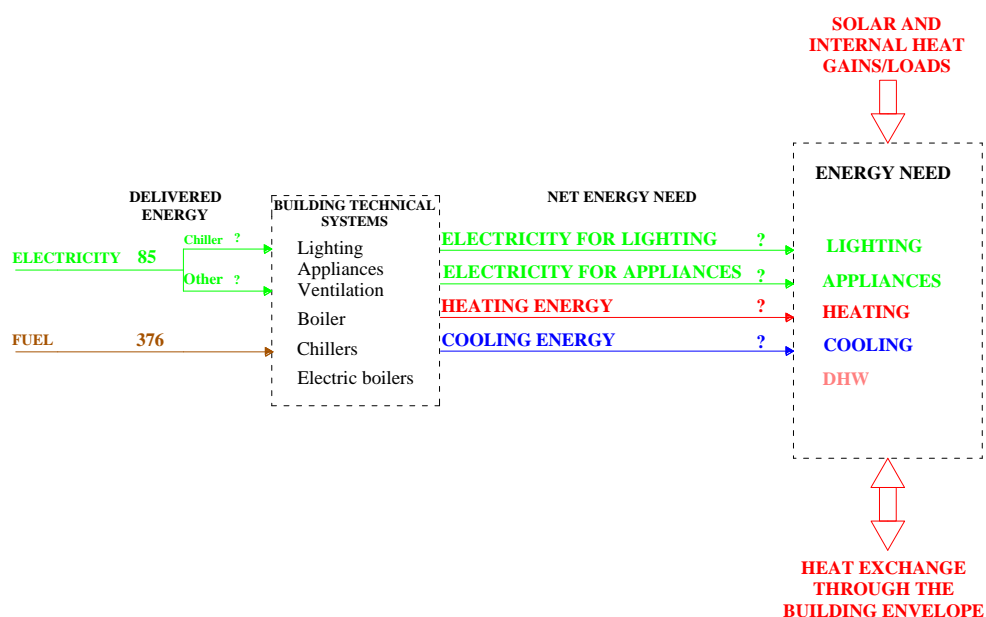 SOLAR AND
INTERNAL HEAT
GAINS/LOADS
ENERGY NEED
DELIVERED
ENERGY
BUILDING TECHNICAL
SYSTEMS
NET ENERGY NEED
Chiller ?
ELECTRICITY 85
Other ?
FUEL 376
Lighting
Appliances
Ventilation
Boiler
Chillers
Electric boilers
ELECTRICITY FOR LIGHTING ?
ELECTRICITY FOR APPLIANCES ?
HEATING ENERGY ?
COOLING ENERGY ?
LIGHTING
APPLIANCES
HEATING
COOLING
DHW
HEAT EXCHANGE
THROUGH THE
BUILDING ENVELOPE